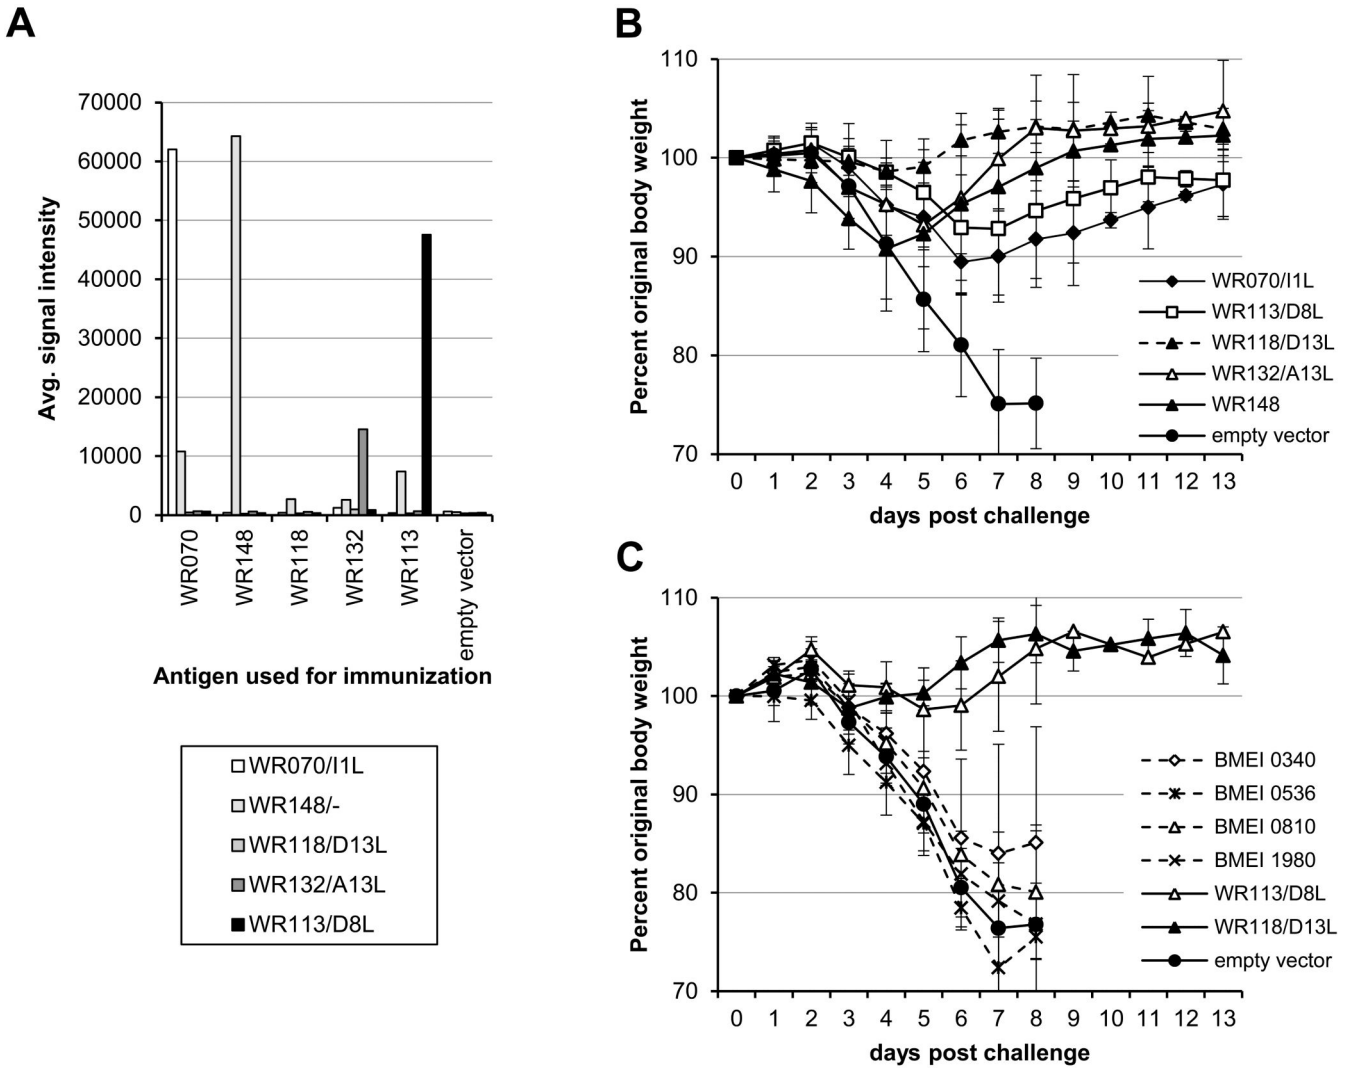 A
70000
60000
50000
40000
30000
20000
10000
0
Avg. signal intensity
WR070
WR148
WR118
WR132
WR113
empty vector
Antigen used for immunization
WR070/I1L
WR148/-
WR118/D13L
WR132/A13L
WR113/D8L
B
110
100
90
80
70
Percent original body weight
0 1 2 3 4 5 6 7 8 9 10 11 12 13
days post challenge
WR070/I1L
WR113/D8L
WR118/D13L
WR132/A13L
WR148
empty vector
C
110
100
90
80
70
Percent original body weight
0 1 2 3 4 5 6 7 8 9 10 11 12 13
days post challenge
BMEI 0340
BMEI 0536
BMEI 0810
BMEI 1980
WR113/D8L
WR118/D13L
empty vector